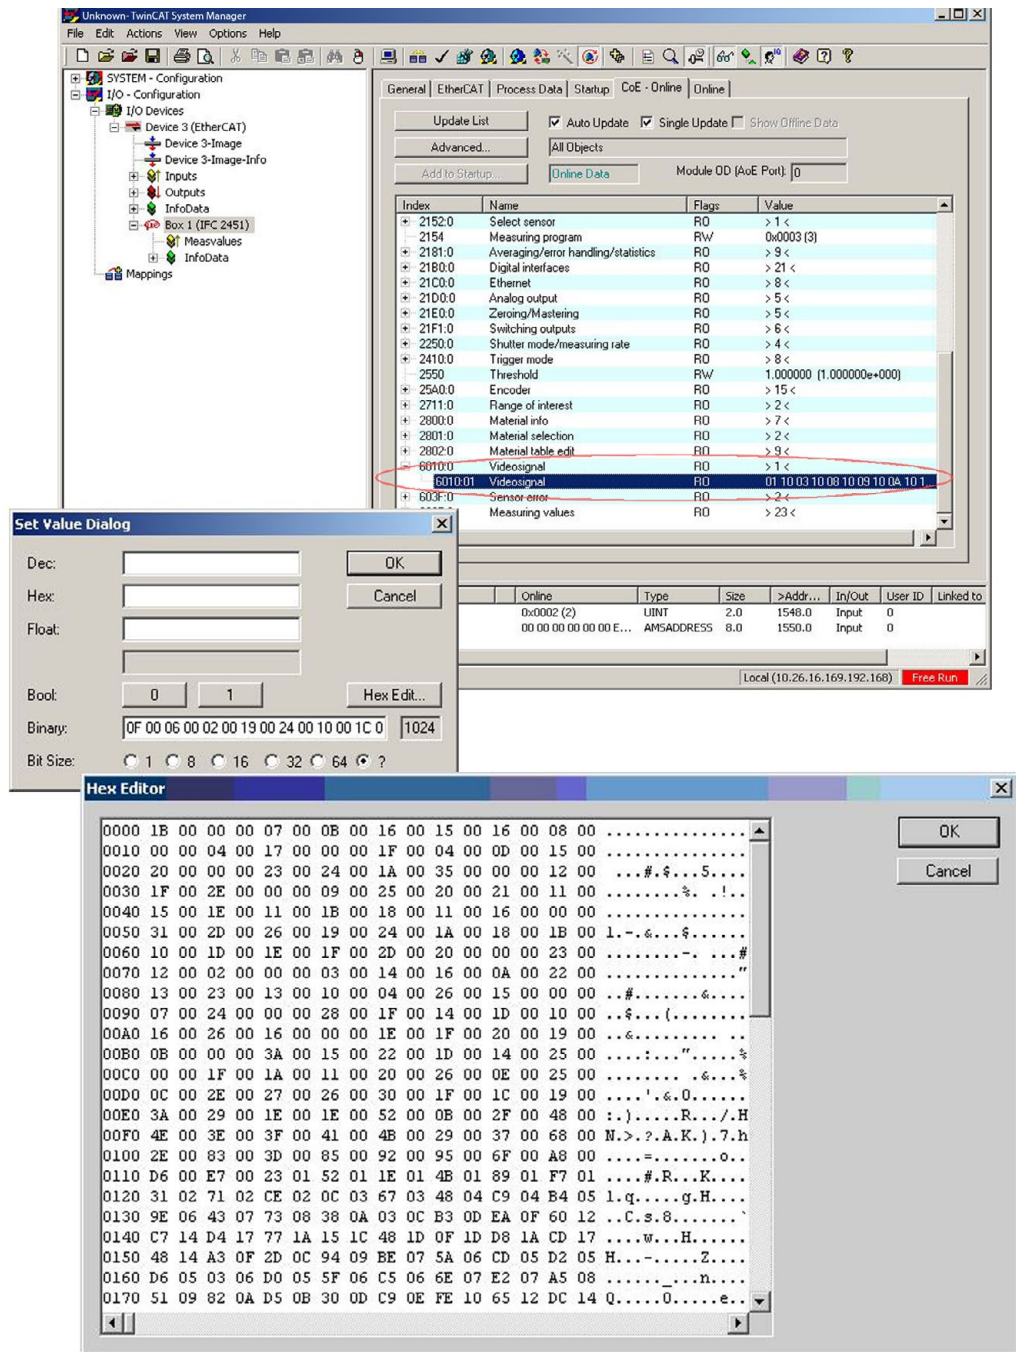 Unknown- TwinCAT System Manager
File Edit Actions View Options Help
SYSTEM - Configuration
I/O - Configuration
I/O Devices
Device 3 (EtherCAT)
Device 3-Image
Device 3-Image-Info
Inputs
Outputs
InfoData
Box 1 (IFC 2451)
Measvalues
InfoData
Mappings
General EtherCAT Process Data Startup CoE - Online Online
Update List Auto Update Single Update Show Offline Data
Advanced... All Objects
Add to Startup... Online Data Module OD (AoE Port): 0
Index Name Flags Value
2152:0 Select sensor RO > 1 <
2154 Measuring program RW 0x0003 (3)
2181:0 Averaging/error handling/statistics RO > 9 <
21B0:0 Digital interfaces RO > 21 <
21C0:0 Ethernet RO > 8 <
21D0:0 Analog output RO > 5 <
21E0:0 Zeroing/Mastering RO > 5 <
21F1:0 Switching outputs RO > 6 <
2250:0 Shutter mode/measuring rate RO > 4 <
2410:0 Trigger mode RO > 8 <
2550 Threshold RW 1.000000 (1.000000e+000)
25A0:0 Encoder RO > 15 <
2711:0 Range of interest RO > 2 <
2800:0 Material info RO > 7 <
2801:0 Material selection RO > 2 <
2802:0 Material table edit RO > 9 <
6010:0 Videosignal RO > 1 <
6010:01 Videosignal RO 01 10 03 10 08 10 09 10 0A 10 1...
603F:0 Sensor error RO > 2 <
Measuring values RO > 23 <
Online Type Size >Addr... In/Out User ID Linked to
0x0002 (2) UINT 2.0 1548.0 Input 0
00 00 00 00 00 00 E... AMSADDRESS 8.0 1550.0 Input 0
Local (10.26.16.169.192.168) Free Run
Set Value Dialog
Dec: OK
Hex: Cancel
Float:
Bool: 0 1 Hex Edit...
Binary: 0F 00 06 00 02 00 19 00 24 00 10 00 1C 0 1024
Bit Size: 1 8 16 32 64 ?
Hex Editor
OK
Cancel
0000 1B 00 00 00 07 00 0B 00 16 00 15 00 16 00 08 00 ................
0010 00 00 04 00 17 00 00 00 1F 00 04 00 0D 00 15 00 ................
0020 20 00 00 00 23 00 24 00 1A 00 35 00 00 00 12 00  ...#.$...5.....
0030 1F 00 2E 00 00 00 09 00 25 00 20 00 21 00 11 00 ........%. .!...
0040 15 00 1E 00 11 00 1B 00 18 00 11 00 16 00 00 00 ................
0050 31 00 2D 00 26 00 19 00 24 00 1A 00 18 00 1B 00 1.-.&...$.......
0060 10 00 1D 00 1E 00 1F 00 2D 00 20 00 00 00 23 00 ........-. ...#
0070 12 00 02 00 00 00 03 00 14 00 16 00 0A 00 22 00 .............."
0080 13 00 23 00 13 00 10 00 04 00 26 00 15 00 00 00 ..#.......&....
0090 07 00 24 00 00 00 28 00 1F 00 14 00 1D 00 10 00 ..$...(........
00A0 16 00 26 00 16 00 00 00 1E 00 1F 00 20 00 19 00 ..&......... ..
00B0 0B 00 00 00 3A 00 15 00 22 00 1D 00 14 00 25 00 ....:...".....%
00C0 00 00 1F 00 1A 00 11 00 20 00 26 00 0E 00 25 00 ........ .&...%
00D0 0C 00 2E 00 27 00 26 00 30 00 1F 00 1C 00 19 00 ....'.&.0......
00E0 3A 00 29 00 1E 00 1E 00 52 00 0B 00 2F 00 48 00 :.).....R.../.H
00F0 4E 00 3E 00 3F 00 41 00 4B 00 29 00 37 00 68 00 N.>.?.A.K.).7.h
0100 2E 00 83 00 3D 00 85 00 92 00 95 00 6F 00 A8 00 ....=.......o..
0110 D6 00 E7 00 23 01 52 01 1E 01 4B 01 89 01 F7 01 ....#.R...K....
0120 31 02 71 02 CE 02 0C 03 67 03 48 04 C9 04 B4 05 1.q.....g.H....
0130 9E 06 43 07 73 08 38 0A 03 0C B3 0D EA 0F 60 12 ..C.s.8.......`
0140 C7 14 D4 17 77 1A 15 1C 48 1D 0F 1D D8 1A CD 17 ....w...H......
0150 48 14 A3 0F 2D 0C 94 09 BE 07 5A 06 CD 05 D2 05 H...-.....Z....
0160 D6 05 03 06 D0 05 5F 06 C5 06 6E 07 E2 07 A5 08 ......_...n....
0170 51 09 82 0A D5 0B 30 0D C9 0E FE 10 65 12 DC 14 Q.....0.....e..